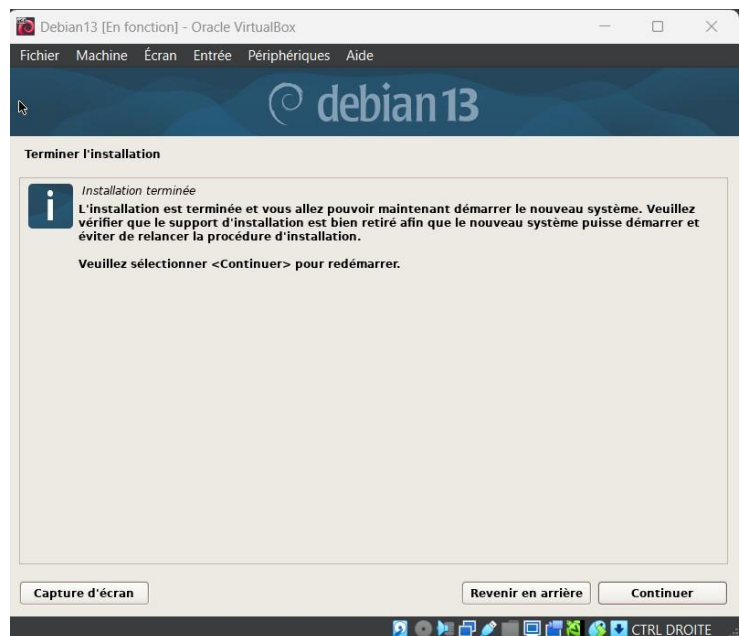 Debian13 [En fonction] - Oracle VirtualBox
Fichier Machine Écran Entrée Périphériques Aide
debian 13
Terminer l'installation
Installation terminée
L'installation est terminée et vous allez pouvoir maintenant démarrer le nouveau système. Veuillez
vérifier que le support d'installation est bien retiré afin que le nouveau système puisse démarrer et
éviter de relancer la procédure d'installation.
Veuillez sélectionner <Continuer> pour redémarrer.
Capture d'écran Revenir en arrière Continuer
CTRL DROITE